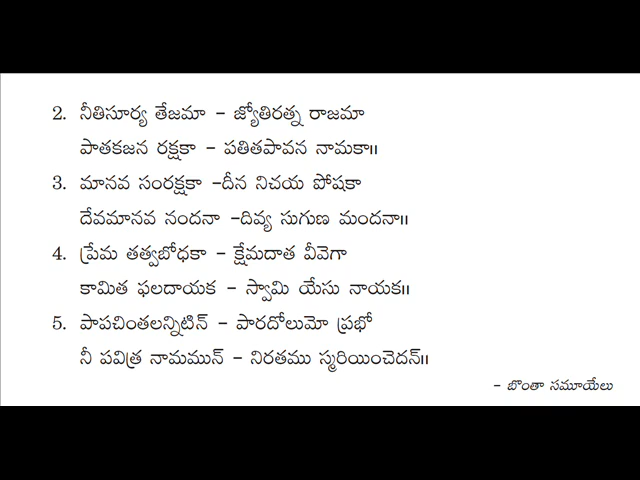 2. నీతిసూర్య తేజమా - జ్యోతిరత్న రాజమా
పాతకజన రక్షకా - పతితపావన నామకా॥
3. మానవ సంరక్షకా -దీన నిచయ పోషకా
దేవమానవ నందనా -దివ్య సుగుణ మందనా॥
4. ప్రేమ తత్వబోధకా - క్షేమదాత వీవెగా
కామిత ఫలదాయక - స్వామి యేసు నాయక॥
5. పాపచింతలన్నిటిన్ - పారదోలుమో ప్రభో
నీ పవిత్ర నామమున్ - నిరతము స్మరియించెదన్॥
- బొంతా సమూయేలు